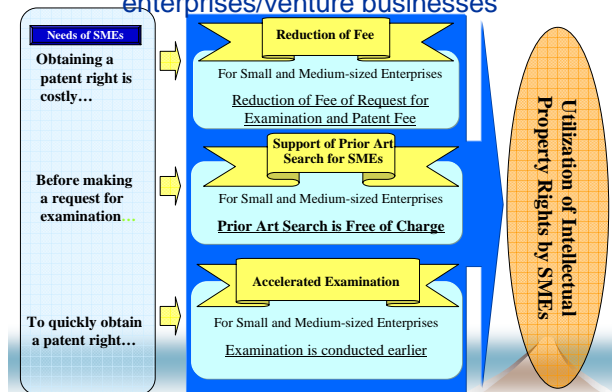 enterprises/venture businesses
Needs of SMEs
Obtaining a
patent right is
costly…
Before making
a request for
examination…
To quickly obtain
a patent right…
Reduction of Fee
For Small and Medium-sized Enterprises
Reduction of Fee of Request for
Examination and Patent Fee
Support of Prior Art
Search for SMEs
For Small and Medium-sized Enterprises
Prior Art Search is Free of Charge
Accelerated Examination
For Small and Medium-sized Enterprises
Examination is conducted earlier
Utilization of Intellectual
Property Rights by SMEs